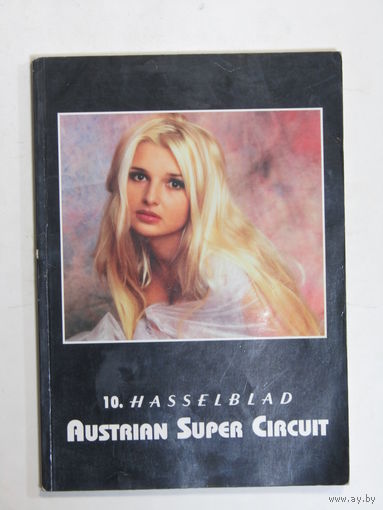 10. HASSELBLAD
AUSTRIAN SUPER CIRCUIT
www.ay.by